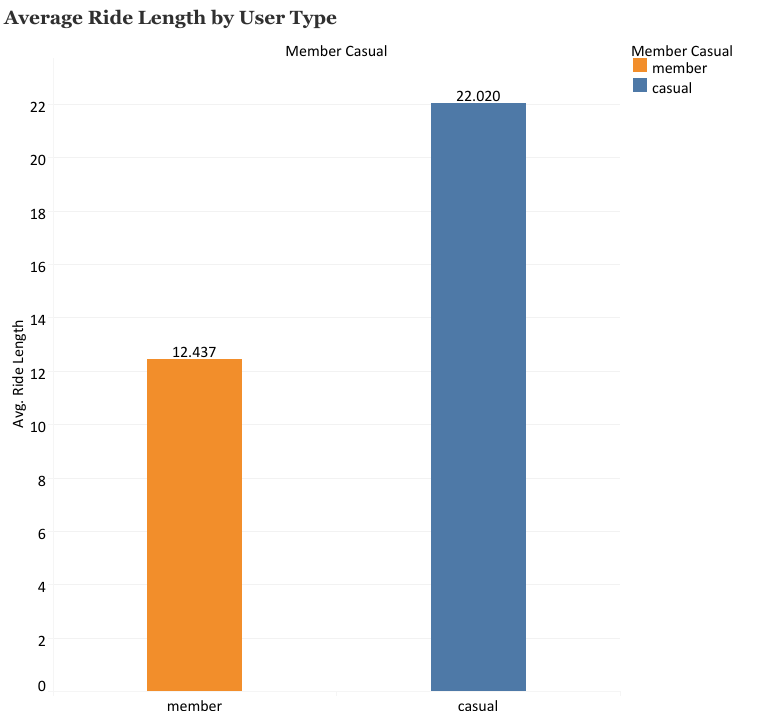 Average Ride Length by User Type
Member Casual
Member Casual
member
casual
22.020
12.437
Avg. Ride Length
22
20
18
16
14
12
10
8
6
4
2
0
member
casual